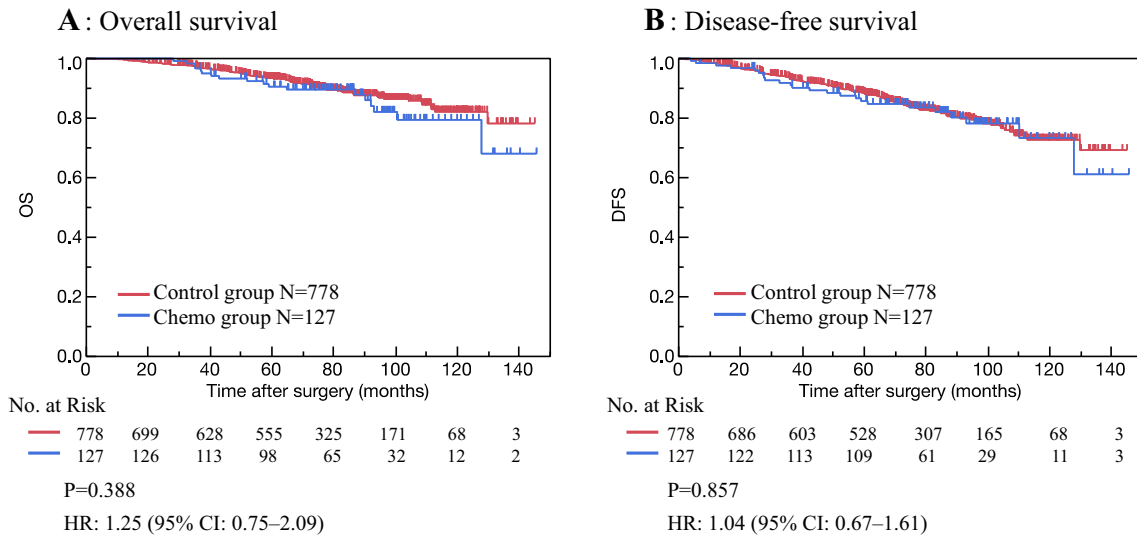 A : Overall survival
1.0
0.8
0.6
0.4
0.2
0.0
OS
Control group N=778
Chemo group N=127
0 20 40 60 80 100 120 140
Time after surgery (months)
No. at Risk
778 699 628 555 325 171 68 3
127 126 113 98 65 32 12 2
P=0.388
HR: 1.25 (95% CI: 0.75–2.09)
B : Disease-free survival
1.0
0.8
0.6
0.4
0.2
0.0
DFS
Control group N=778
Chemo group N=127
0 20 40 60 80 100 120 140
Time after surgery (months)
No. at Risk
778 686 603 528 307 165 68 3
127 122 113 109 61 29 11 3
P=0.857
HR: 1.04 (95% CI: 0.67–1.61)